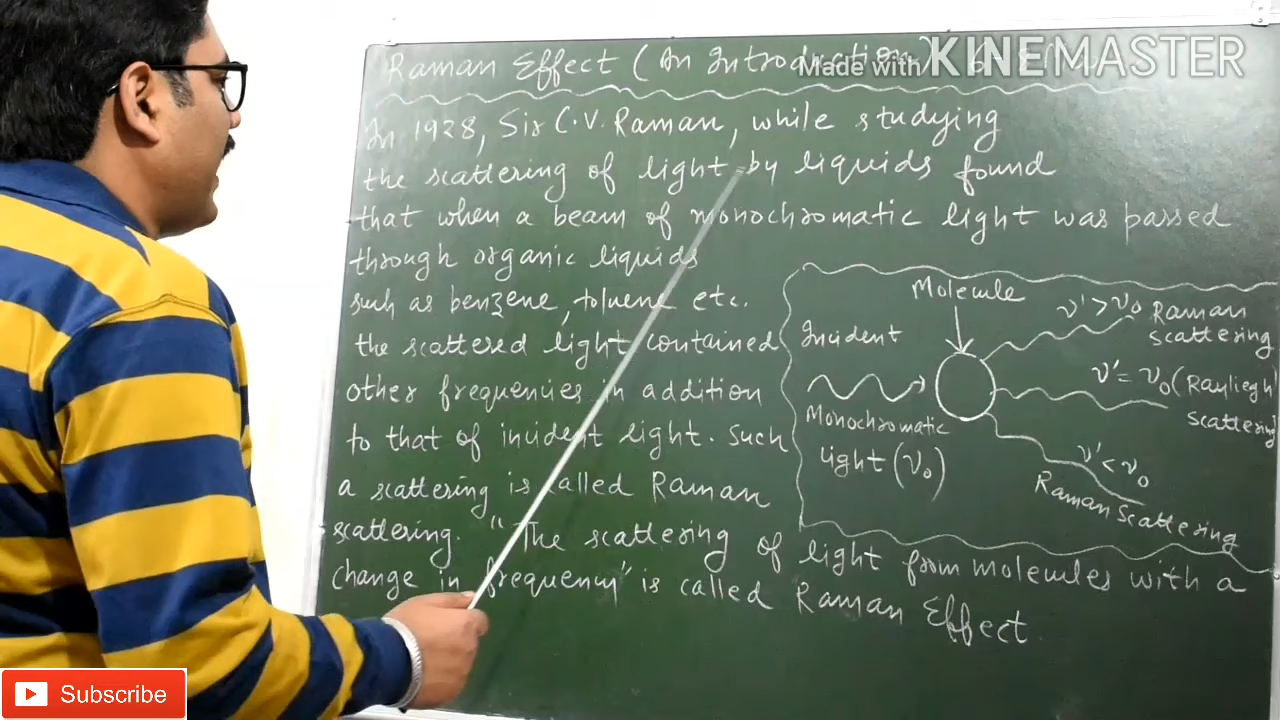 Raman Effect (An Introduction)
Made with KINEMASTER
In 1928, Sir C.V. Raman, while studying
the scattering of light by liquids found
that when a beam of monochromatic light was passed
through organic liquids
such as benzene, toluene etc.
the scattered light contained
other frequencies in addition
to that of incident light. Such
a scattering is called Raman
scattering. "The scattering of light from molecules with a
change in frequency" is called Raman Effect
Molecule
Incident
Monochromatic
light (ν₀)
ν' > ν₀ Raman
scattering
ν' = ν₀ (Rayliegh
scattering)
ν' < ν₀
Raman Scattering
Subscribe